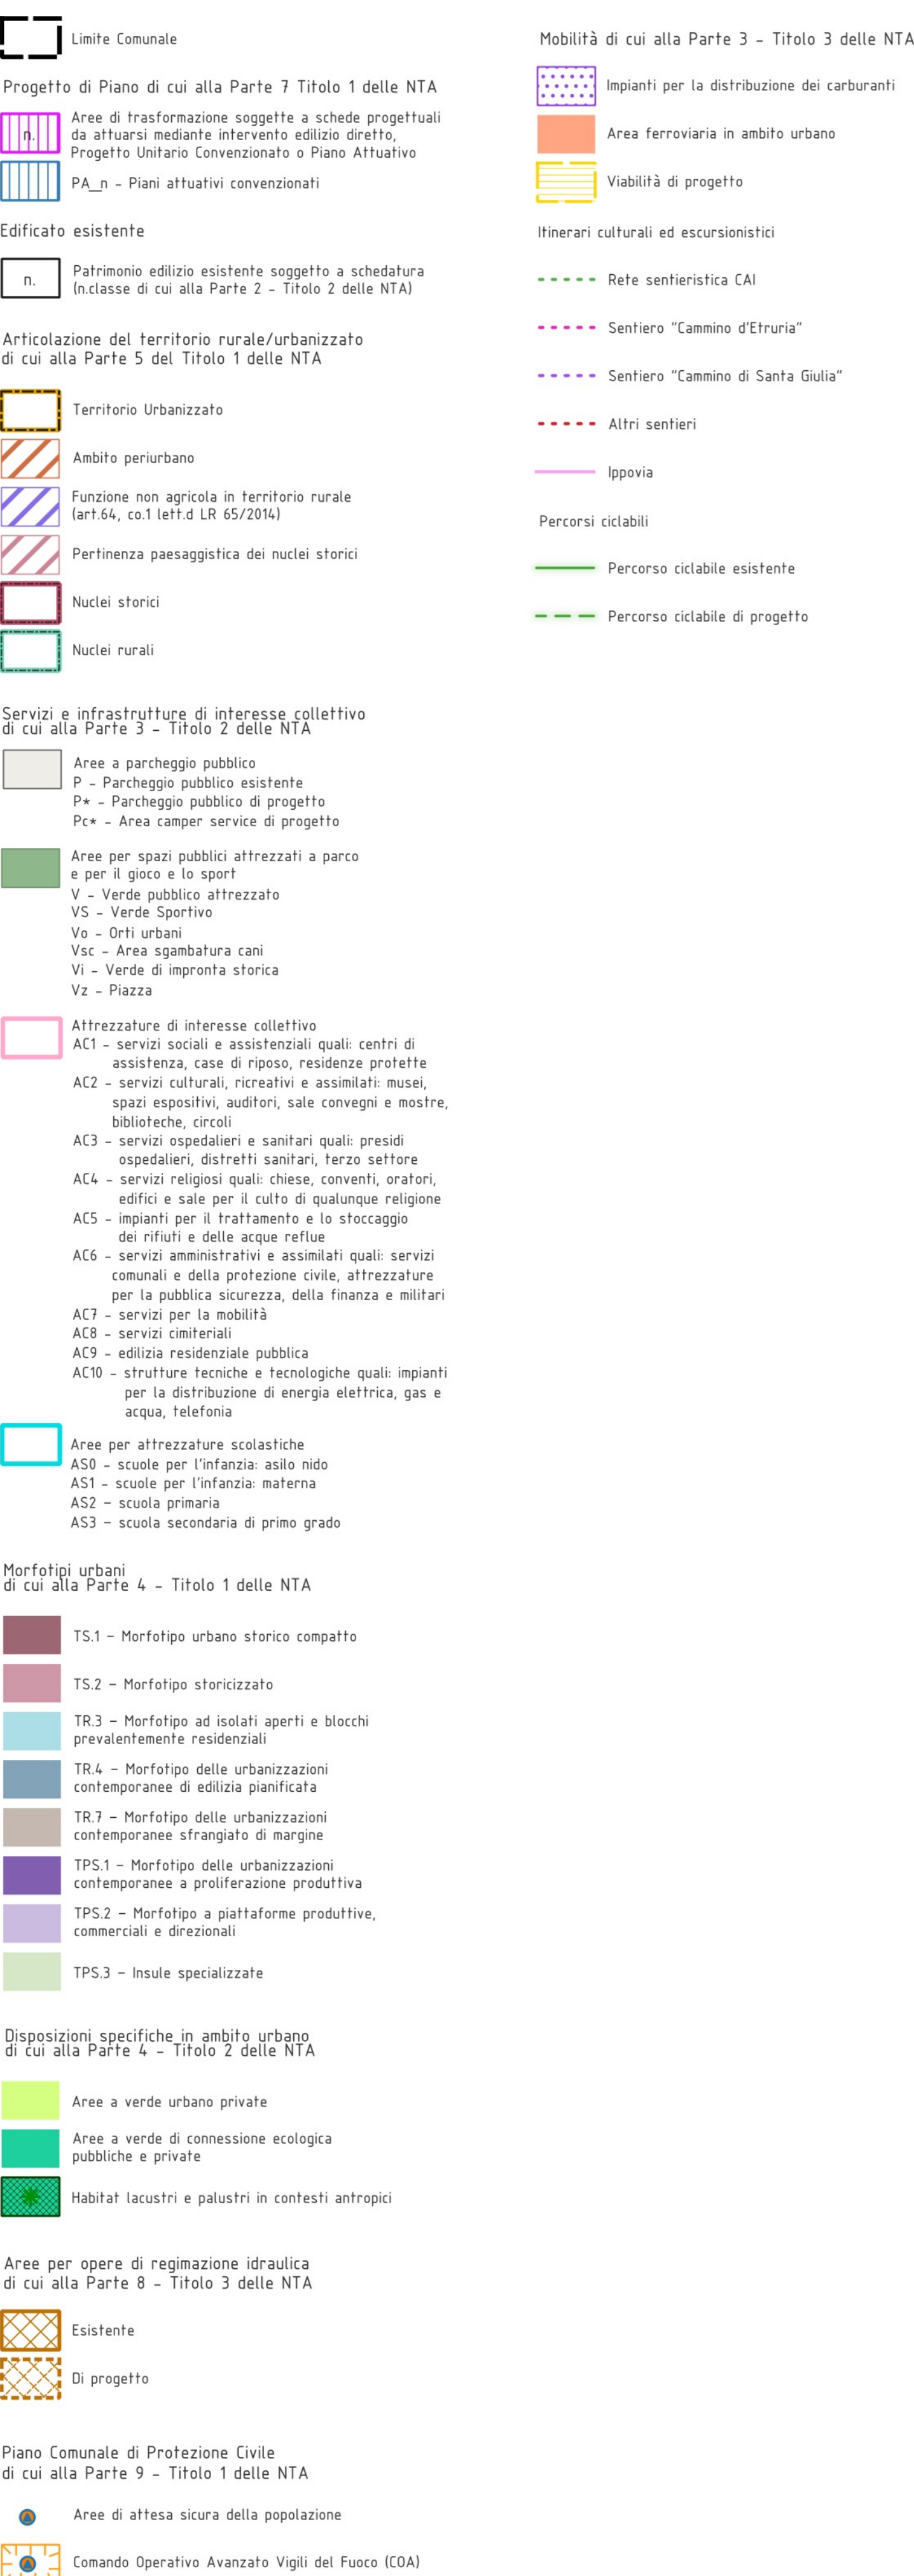 Limite Comunale
Progetto di Piano di cui alla Parte 7 Titolo 1 delle NTA
n.
Aree di trasformazione soggette a schede progettuali
da attuarsi mediante intervento edilizio diretto,
Progetto Unitario Convenzionato o Piano Attuativo
PA_n - Piani attuativi convenzionati
Edificato esistente
n.
Patrimonio edilizio esistente soggetto a schedatura
(n.classe di cui alla Parte 2 - Titolo 2 delle NTA)
Articolazione del territorio rurale/urbanizzato
di cui alla Parte 5 del Titolo 1 delle NTA
Territorio Urbanizzato
Ambito periurbano
Funzione non agricola in territorio rurale
(art.64, co.1 lett.d LR 65/2014)
Pertinenza paesaggistica dei nuclei storici
Nuclei storici
Nuclei rurali
Servizi e infrastrutture di interesse collettivo
di cui alla Parte 3 - Titolo 2 delle NTA
Aree a parcheggio pubblico
P - Parcheggio pubblico esistente
P* - Parcheggio pubblico di progetto
Pc* - Area camper service di progetto
Aree per spazi pubblici attrezzati a parco
e per il gioco e lo sport
V - Verde pubblico attrezzato
VS - Verde Sportivo
Vo - Orti urbani
Vsc - Area sgambatura cani
Vi - Verde di impronta storica
Vz - Piazza
Attrezzature di interesse collettivo
AC1 - servizi sociali e assistenziali quali: centri di
assistenza, case di riposo, residenze protette
AC2 - servizi culturali, ricreativi e assimilati: musei,
spazi espositivi, auditori, sale convegni e mostre,
biblioteche, circoli
AC3 - servizi ospedalieri e sanitari quali: presidi
ospedalieri, distretti sanitari, terzo settore
AC4 - servizi religiosi quali: chiese, conventi, oratori,
edifici e sale per il culto di qualunque religione
AC5 - impianti per il trattamento e lo stoccaggio
dei rifiuti e delle acque reflue
AC6 - servizi amministrativi e assimilati quali: servizi
comunali e della protezione civile, attrezzature
per la pubblica sicurezza, della finanza e militari
AC7 - servizi per la mobilità
AC8 - servizi cimiteriali
AC9 - edilizia residenziale pubblica
AC10 - strutture tecniche e tecnologiche quali: impianti
per la distribuzione di energia elettrica, gas e
acqua, telefonia
Aree per attrezzature scolastiche
AS0 - scuole per l'infanzia: asilo nido
AS1 - scuole per l'infanzia: materna
AS2 - scuola primaria
AS3 - scuola secondaria di primo grado
Morfotipi urbani
di cui alla Parte 4 - Titolo 1 delle NTA
TS.1 - Morfotipo urbano storico compatto
TS.2 - Morfotipo storicizzato
TR.3 - Morfotipo ad isolati aperti e blocchi
prevalentemente residenziali
TR.4 - Morfotipo delle urbanizzazioni
contemporanee di edilizia pianificata
TR.7 - Morfotipo delle urbanizzazioni
contemporanee sfrangiato di margine
TPS.1 - Morfotipo delle urbanizzazioni
contemporanee a proliferazione produttiva
TPS.2 - Morfotipo a piattaforme produttive,
commerciali e direzionali
TPS.3 - Insule specializzate
Disposizioni specifiche in ambito urbano
di cui alla Parte 4 - Titolo 2 delle NTA
Aree a verde urbano private
Aree a verde di connessione ecologica
pubbliche e private
Habitat lacustri e palustri in contesti antropici
Aree per opere di regimazione idraulica
di cui alla Parte 8 - Titolo 3 delle NTA
Esistente
Di progetto
Piano Comunale di Protezione Civile
di cui alla Parte 9 - Titolo 1 delle NTA
Aree di attesa sicura della popolazione
Comando Operativo Avanzato Vigili del Fuoco (COA)
Mobilità di cui alla Parte 3 - Titolo 3 delle NTA
Impianti per la distribuzione dei carburanti
Area ferroviaria in ambito urbano
Viabilità di progetto
Itinerari culturali ed escursionistici
Rete sentieristica CAI
Sentiero "Cammino d'Etruria"
Sentiero "Cammino di Santa Giulia"
Altri sentieri
Ippovia
Percorsi ciclabili
Percorso ciclabile esistente
Percorso ciclabile di progetto